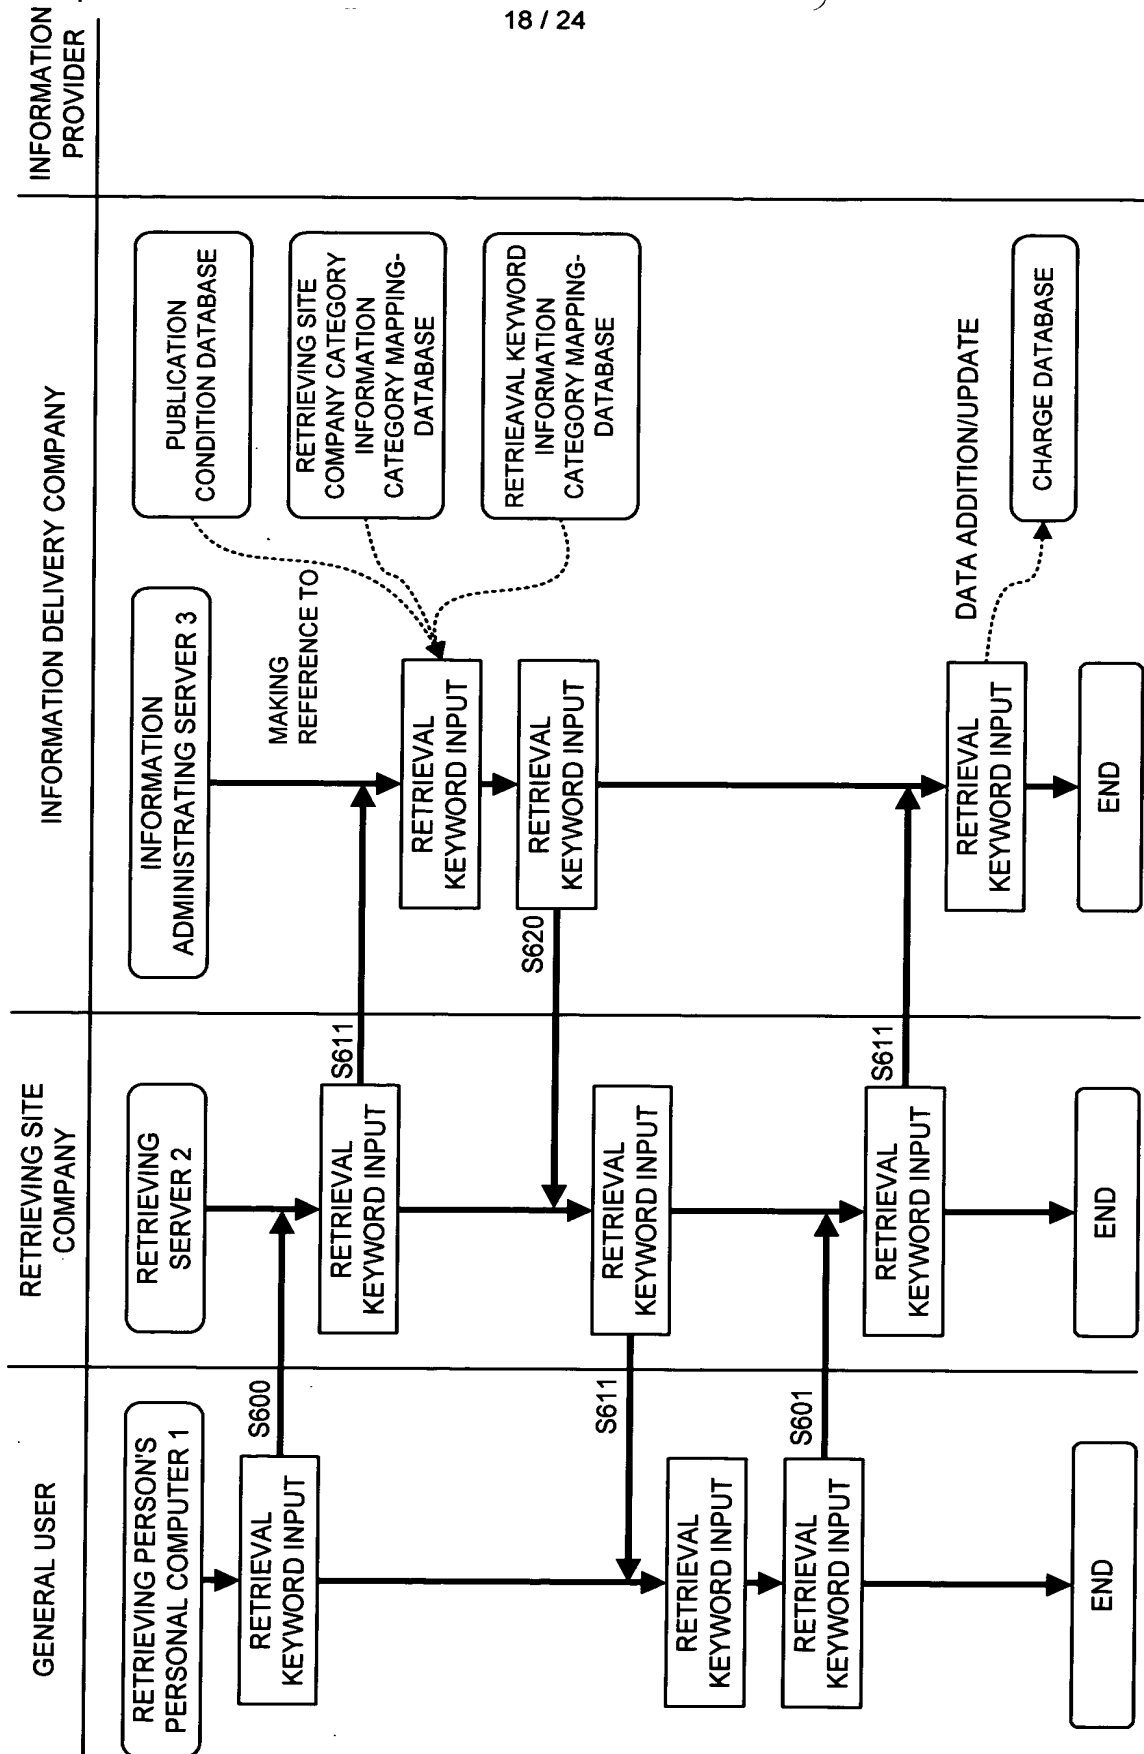 18 / 24
GENERAL USER
RETRIEVING SITE
COMPANY
INFORMATION DELIVERY COMPANY
INFORMATION
PROVIDER
RETRIEVING PERSON'S
PERSONAL COMPUTER 1
RETRIEVING
SERVER 2
INFORMATION
ADMINISTRATING SERVER 3
PUBLICATION
CONDITION DATABASE
RETRIEVAL
KEYWORD INPUT
S600
MAKING
REFERENCE TO
RETRIEVING SITE
COMPANY CATEGORY
INFORMATION
CATEGORY MAPPING-
DATABASE
RETRIEVAL
KEYWORD INPUT
S611
RETRIEVAL
KEYWORD INPUT
RETRIEAVAL KEYWORD
INFORMATION
CATEGORY MAPPING-
DATABASE
RETRIEVAL
KEYWORD INPUT
S620
RETRIEVAL
KEYWORD INPUT
S611
RETRIEVAL
KEYWORD INPUT
RETRIEVAL
KEYWORD INPUT
S601
RETRIEVAL
KEYWORD INPUT
S611
RETRIEVAL
KEYWORD INPUT
DATA ADDITION/UPDATE
CHARGE DATABASE
END
END
END